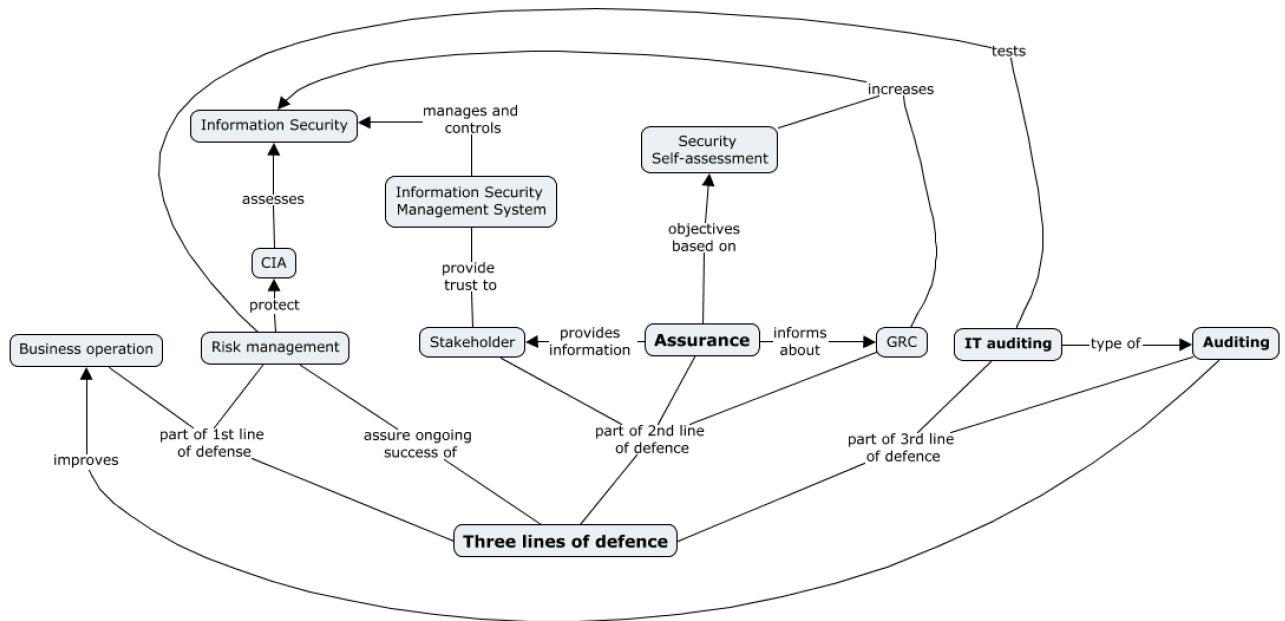 tests
increases
Information Security
manages and
controls
Security
Self-assessment
assesses
Information Security
Management System
objectives
based on
CIA
provide
trust to
protect
Business operation
Risk management
Stakeholder
provides
information
Assurance
informs
about
GRC
IT auditing
type of
Auditing
part of 1st line
of defense
assure ongoing
success of
part of 2nd line
of defence
part of 3rd line
of defence
improves
Three lines of defence